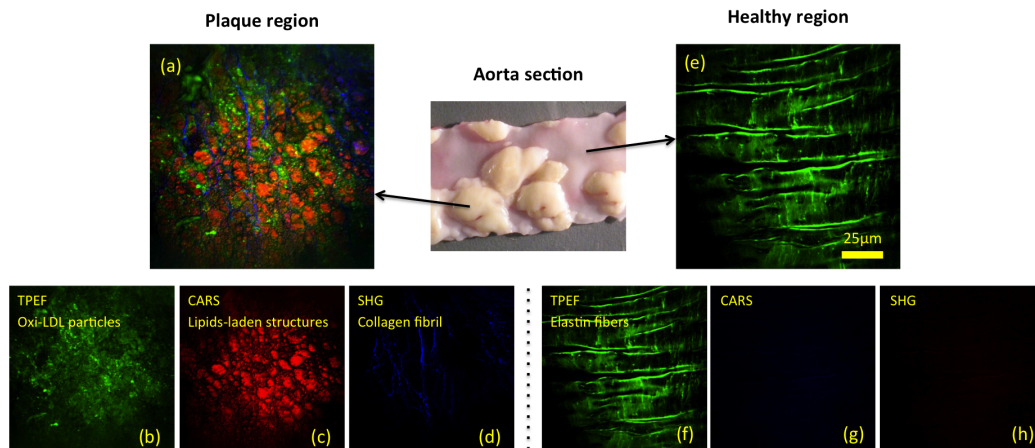 Plaque region
Healthy region
Aorta section
(a)
(e)
25μm
TPEF
Oxi-LDL particles
(b)
CARS
Lipids-laden structures
(c)
SHG
Collagen fibril
(d)
TPEF
Elastin fibers
(f)
CARS
(g)
SHG
(h)